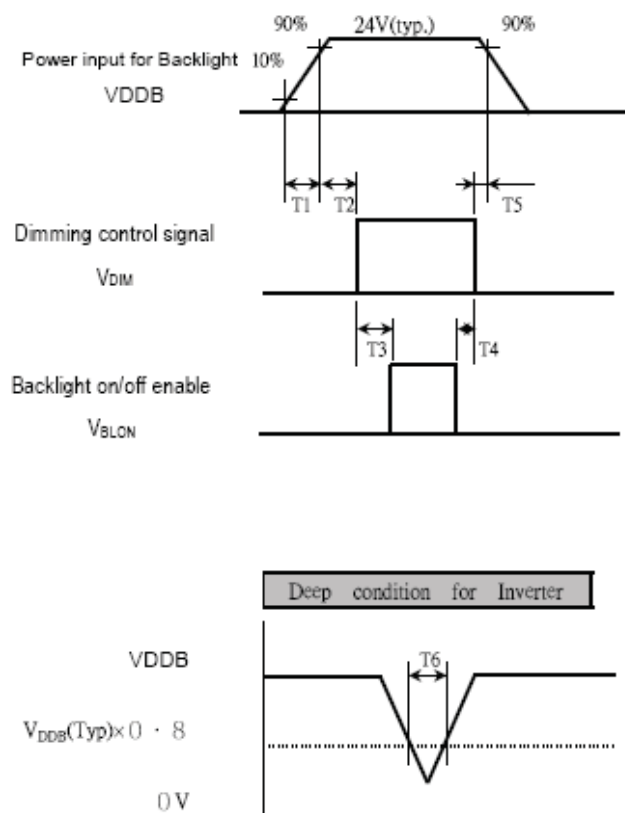 90% 24V(typ.) 90%
Power input for Backlight 10%
VDDB
T1 T2 T5
Dimming control signal
VDIM
T3 T4
Backlight on/off enable
VBLON
Deep condition for Inverter
VDDB
T6
VDDB(Typ)×0・8
0V